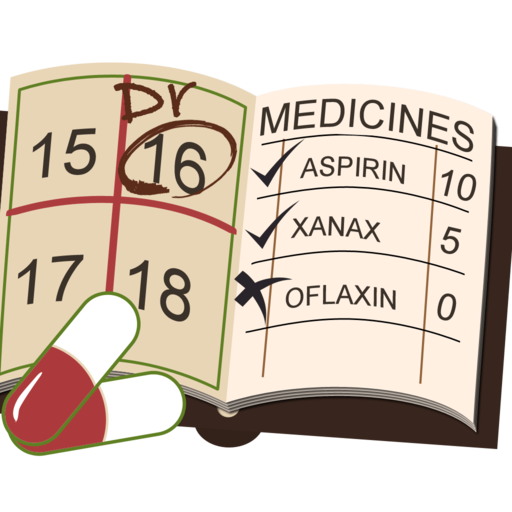 Dr
15 16
17 18
MEDICINES
ASPIRIN 10
XANAX 5
OFLAXIN 0